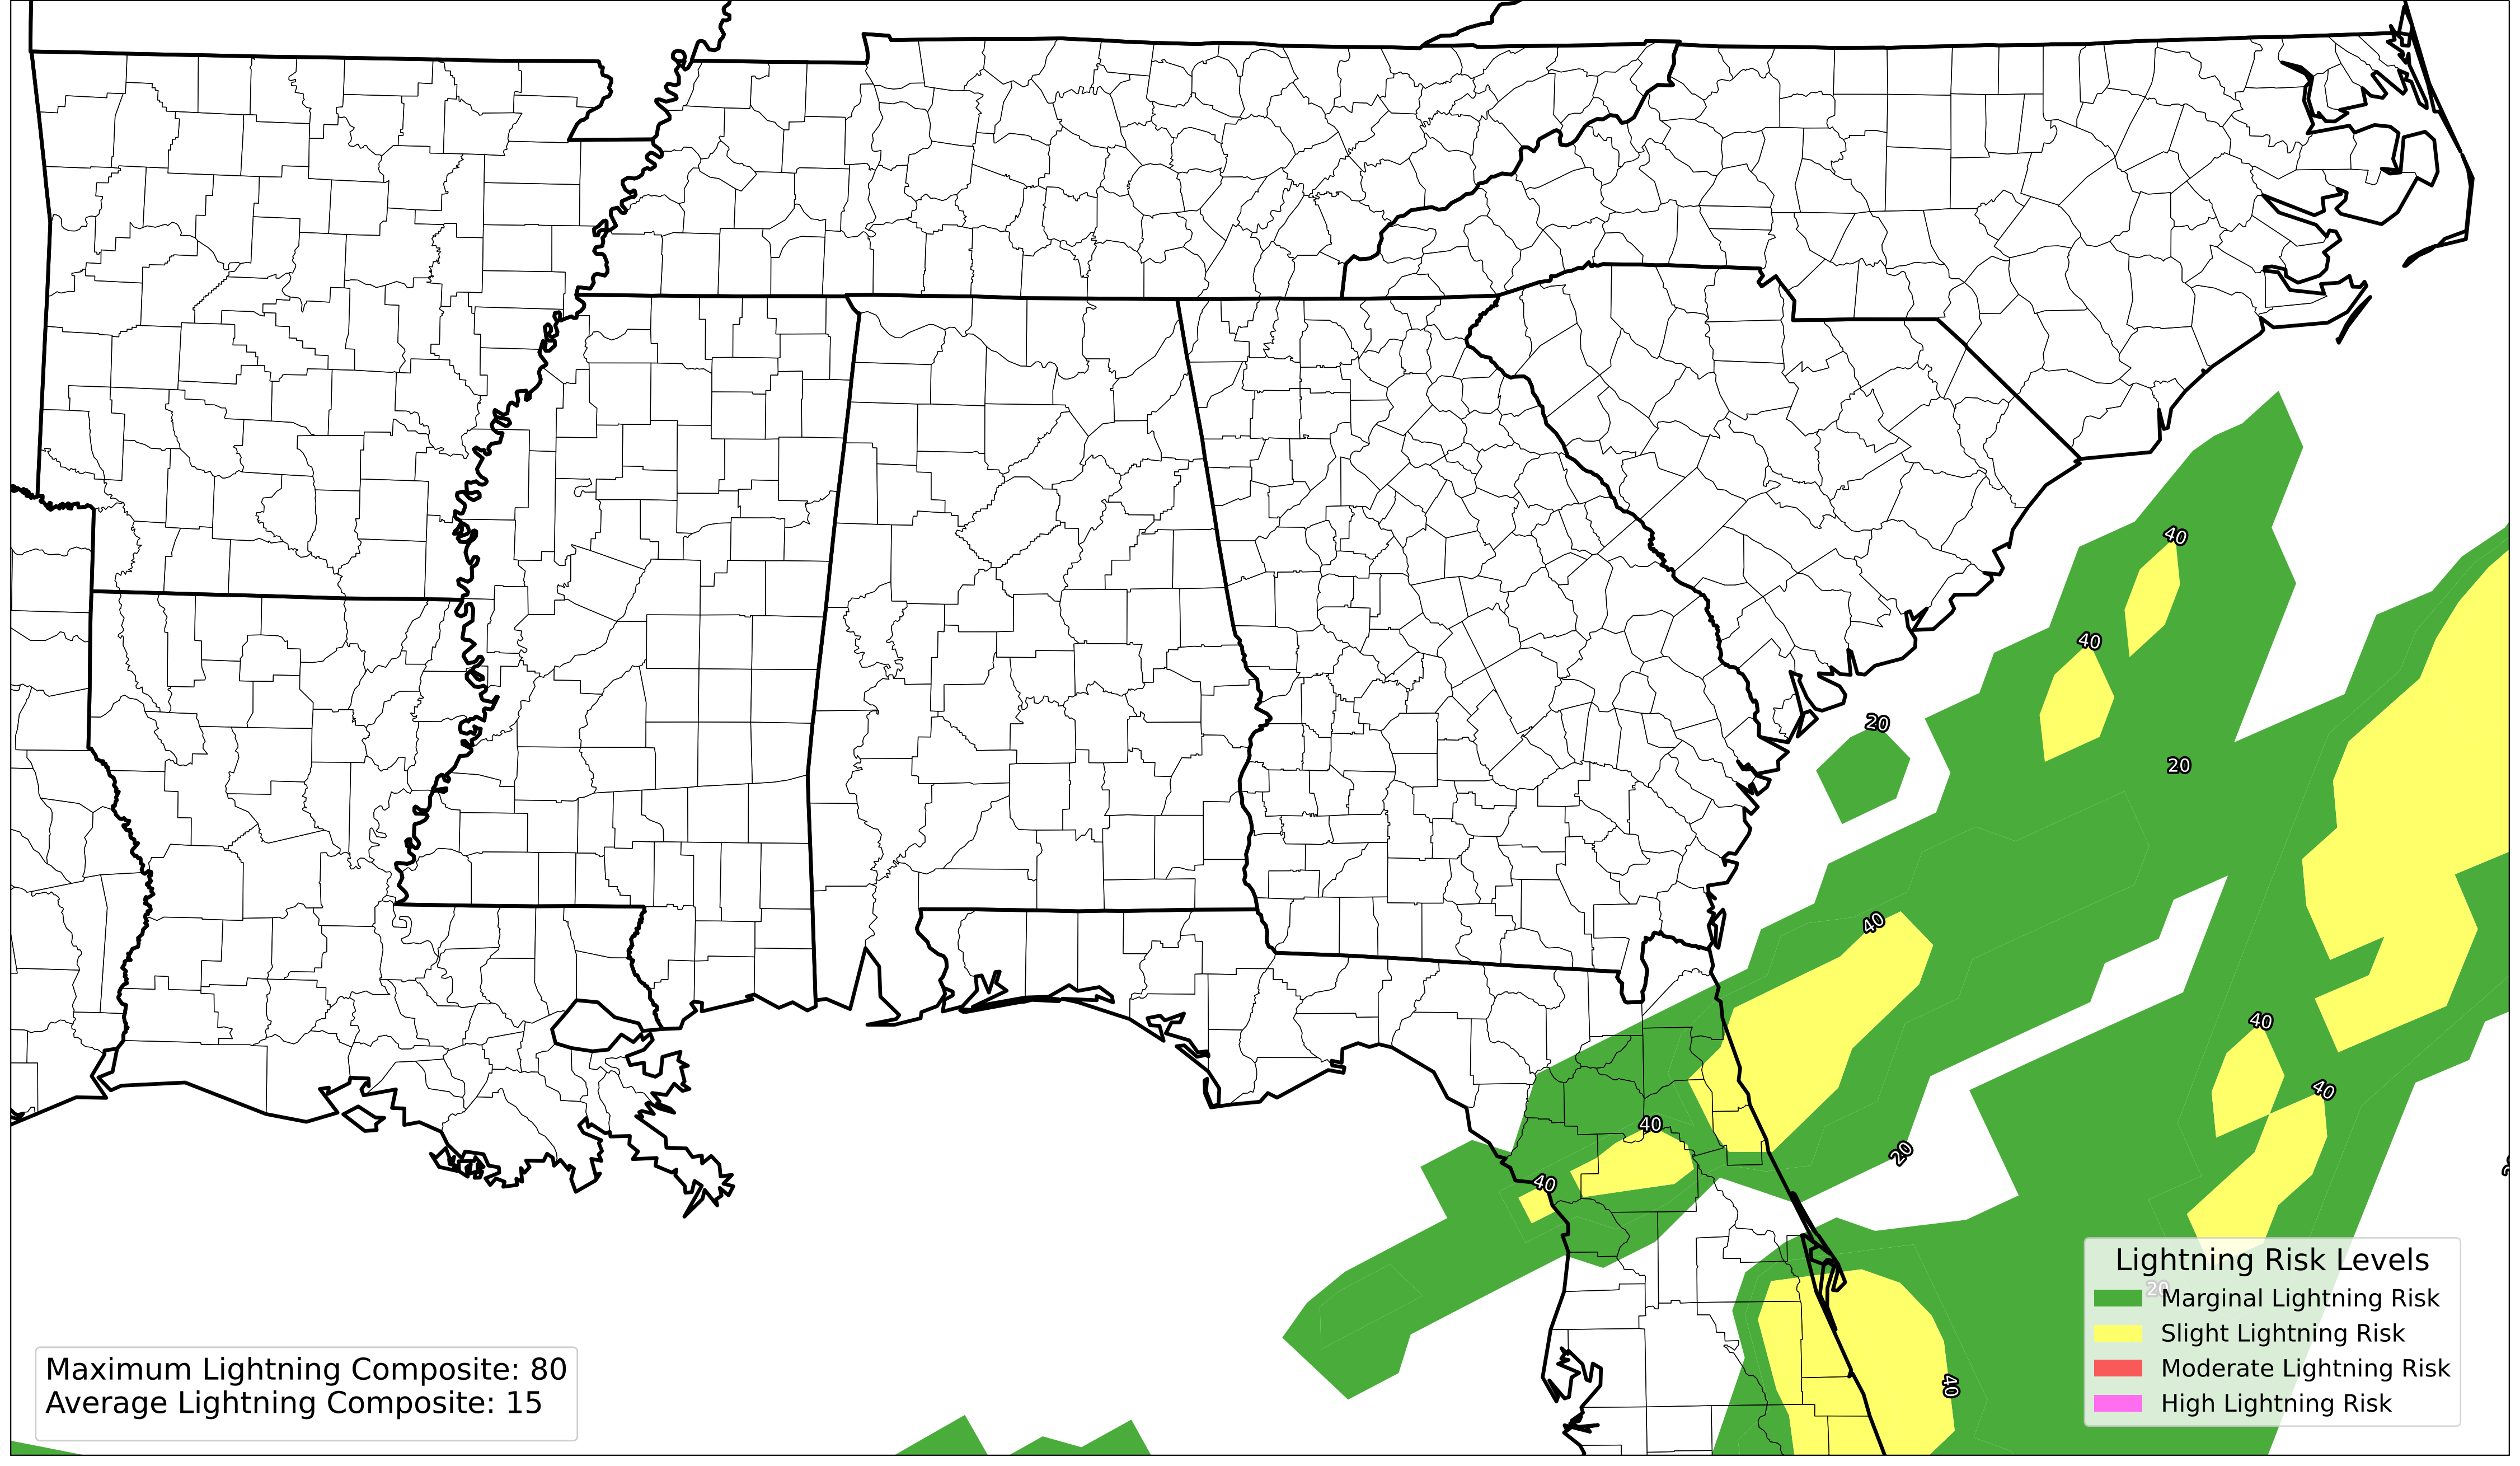 40
40
20
20
40
40
40
40
40
20
40
20
Lightning Risk Levels
Marginal Lightning Risk
Slight Lightning Risk
Moderate Lightning Risk
High Lightning Risk
Maximum Lightning Composite: 80
Average Lightning Composite: 15